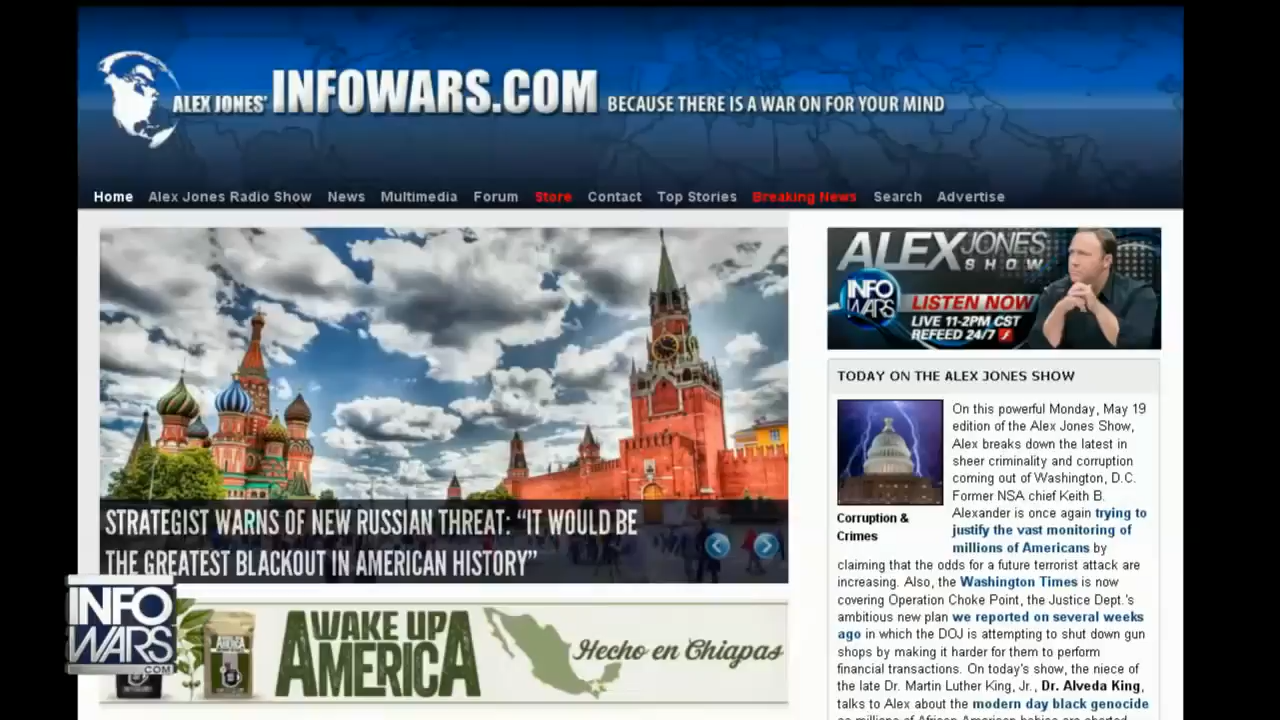 ALEX JONES' INFOWARS.COM BECAUSE THERE IS A WAR ON FOR YOUR MIND
Home Alex Jones Radio Show News Multimedia Forum Store Contact Top Stories Breaking News Search Advertise
STRATEGIST WARNS OF NEW RUSSIAN THREAT: “IT WOULD BE
THE GREATEST BLACKOUT IN AMERICAN HISTORY”
INFO
WARS
.COM
WAKE UP
AMERICA
Hecho en Chiapas
ALEX JONES
SHOW
INFO
WARS
LISTEN NOW
LIVE 11-2PM CST
REFEED 24/7
TODAY ON THE ALEX JONES SHOW
Corruption &
Crimes
On this powerful Monday, May 19
edition of the Alex Jones Show,
Alex breaks down the latest in
sheer criminality and corruption
coming out of Washington, D.C.
Former NSA chief Keith B.
Alexander is once again trying to
justify the vast monitoring of
millions of Americans by
claiming that the odds for a future terrorist attack are
increasing. Also, the Washington Times is now
covering Operation Choke Point, the Justice Dept.'s
ambitious new plan we reported on several weeks
ago in which the DOJ is attempting to shut down gun
shops by making it harder for them to perform
financial transactions. On today's show, the niece of
the late Dr. Martin Luther King, Jr., Dr. Alveda King,
talks to Alex about the modern day black genocide